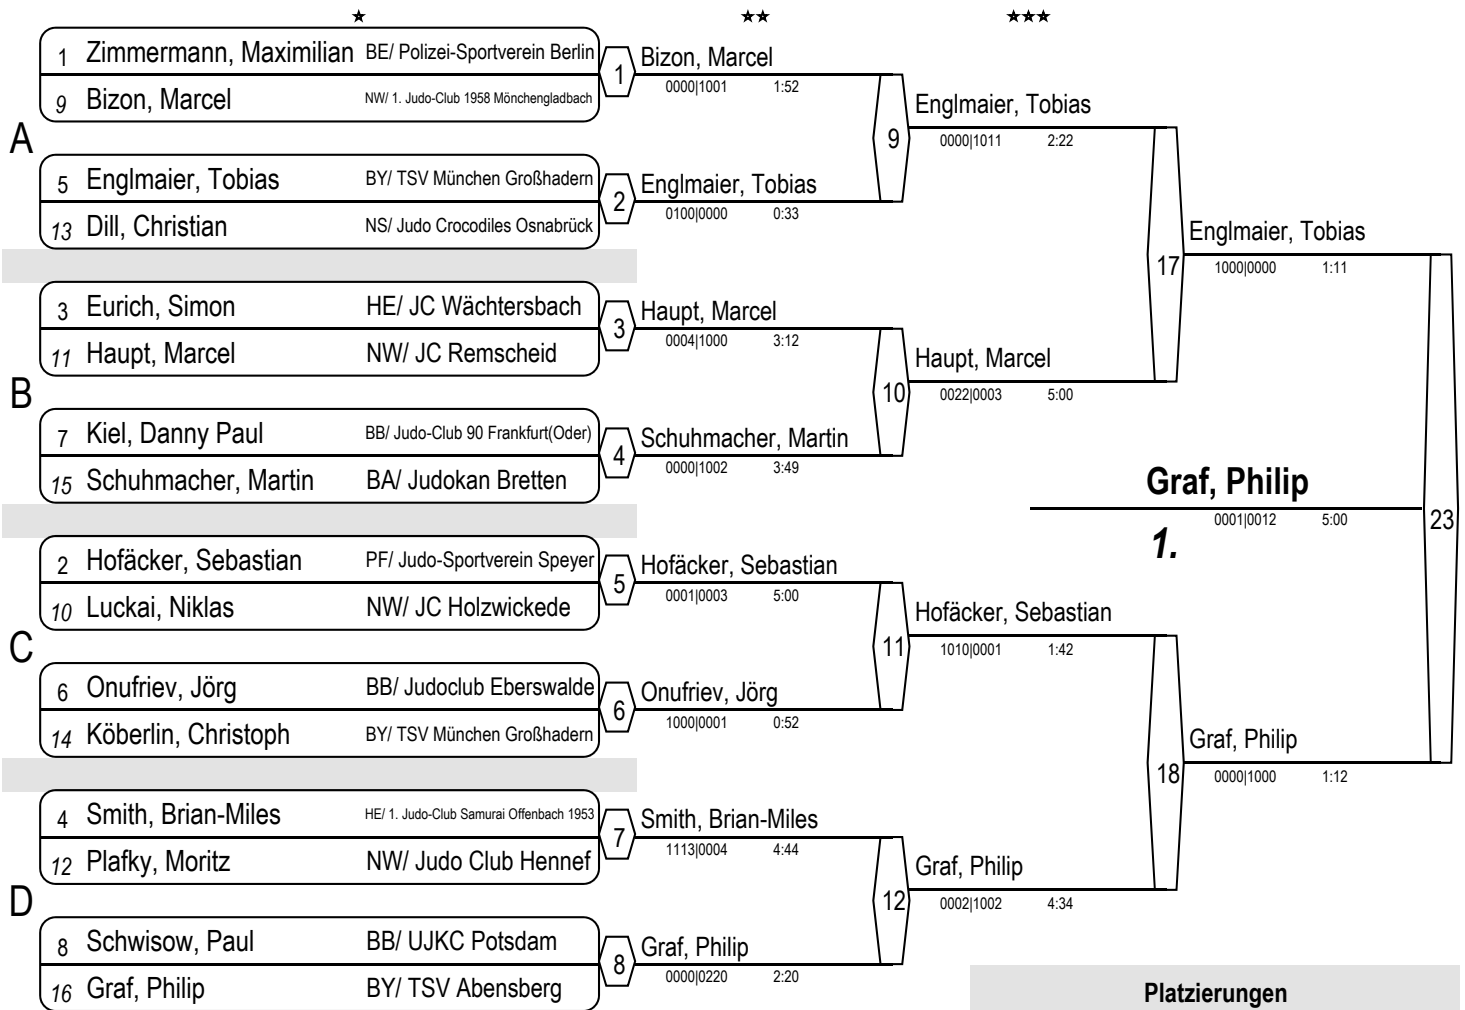 1 Zimmermann, Maximilian BE/ Polizei-Sportverein Berlin
9 Bizon, Marcel NW/ 1. Judo-Club 1958 Mönchengladbach
A
5 Englmaier, Tobias BY/ TSV München Großhadern
13 Dill, Christian NS/ Judo Crocodiles Osnabrück
3 Eurich, Simon HE/ JC Wächtersbach
11 Haupt, Marcel NW/ JC Remscheid
B
7 Kiel, Danny Paul BB/ Judo-Club 90 Frankfurt(Oder)
15 Schuhmacher, Martin BA/ Judokan Bretten
2 Hofäcker, Sebastian PF/ Judo-Sportverein Speyer
10 Luckai, Niklas NW/ JC Holzwickede
C
6 Onufriev, Jörg BB/ Judoclub Eberswalde
14 Köberlin, Christoph BY/ TSV München Großhadern
4 Smith, Brian-Miles HE/ 1. Judo-Club Samurai Offenbach 1953
12 Plafky, Moritz NW/ Judo Club Hennef
D
8 Schwisow, Paul BB/ UJKC Potsdam
16 Graf, Philip BY/ TSV Abensberg
1 Bizon, Marcel
0000|1001 1:52
2 Englmaier, Tobias
0100|0000 0:33
3 Haupt, Marcel
0004|1000 3:12
4 Schuhmacher, Martin
0000|1002 3:49
5 Hofäcker, Sebastian
0001|0003 5:00
6 Onufriev, Jörg
1000|0001 0:52
7 Smith, Brian-Miles
1113|0004 4:44
8 Graf, Philip
0000|0220 2:20
9 Englmaier, Tobias
0000|1011 2:22
10 Haupt, Marcel
0022|0003 5:00
11 Hofäcker, Sebastian
1010|0001 1:42
12 Graf, Philip
0002|1002 4:34
17 Englmaier, Tobias
1000|0000 1:11
18 Graf, Philip
0000|1000 1:12
23 Graf, Philip
0001|0012 5:00
1.
Platzierungen